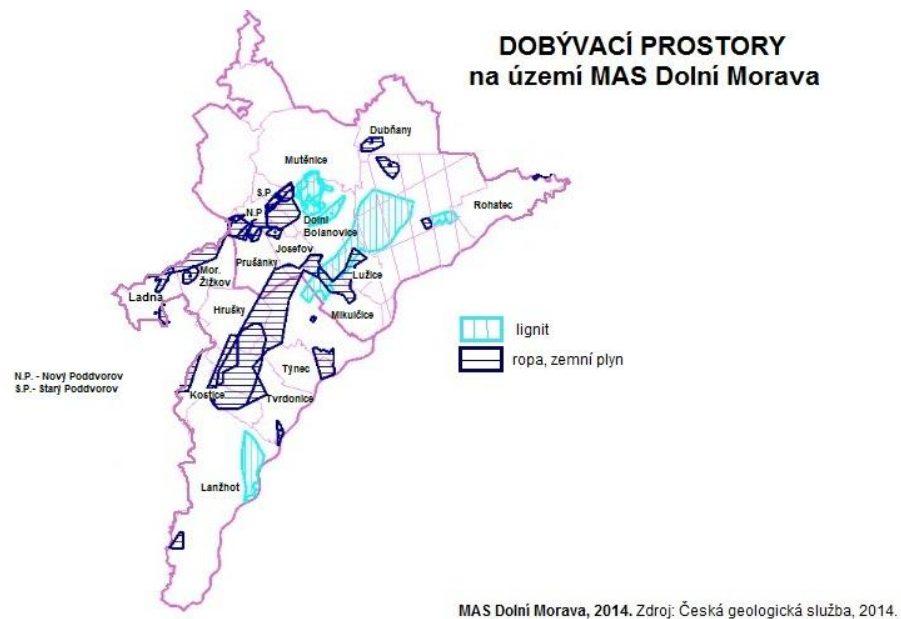 DOBÝVACÍ PROSTORY
na území MAS Dolní Morava
Dubňany
Mutěnice
S.P.
Rohatec
N.P
Dolní
Bojanovice
Josefov
Prušánky
Mor.
Žižkov
Lužice
Ladná
Hrušky
Mikulčice
lignit
ropa, zemní plyn
Týnec
N.P. - Nový Poddvorov
S.P.- Starý Poddvorov
Kostice
Tvrdonice
Lanžhot
MAS Dolní Morava, 2014. Zdroj: Česká geologická služba, 2014.